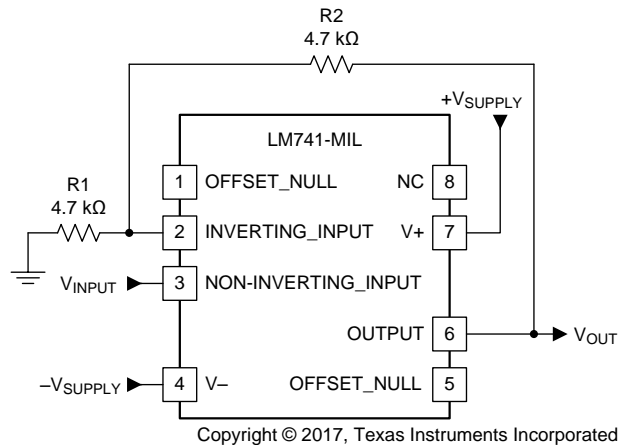 R2
4.7 kΩ
+VSUPPLY
LM741-MIL
1 OFFSET_NULL NC 8
R1
4.7 kΩ
2 INVERTING_INPUT V+ 7
VINPUT 3 NON-INVERTING_INPUT
OUTPUT 6 VOUT
–VSUPPLY 4 V– OFFSET_NULL 5
Copyright © 2017, Texas Instruments Incorporated